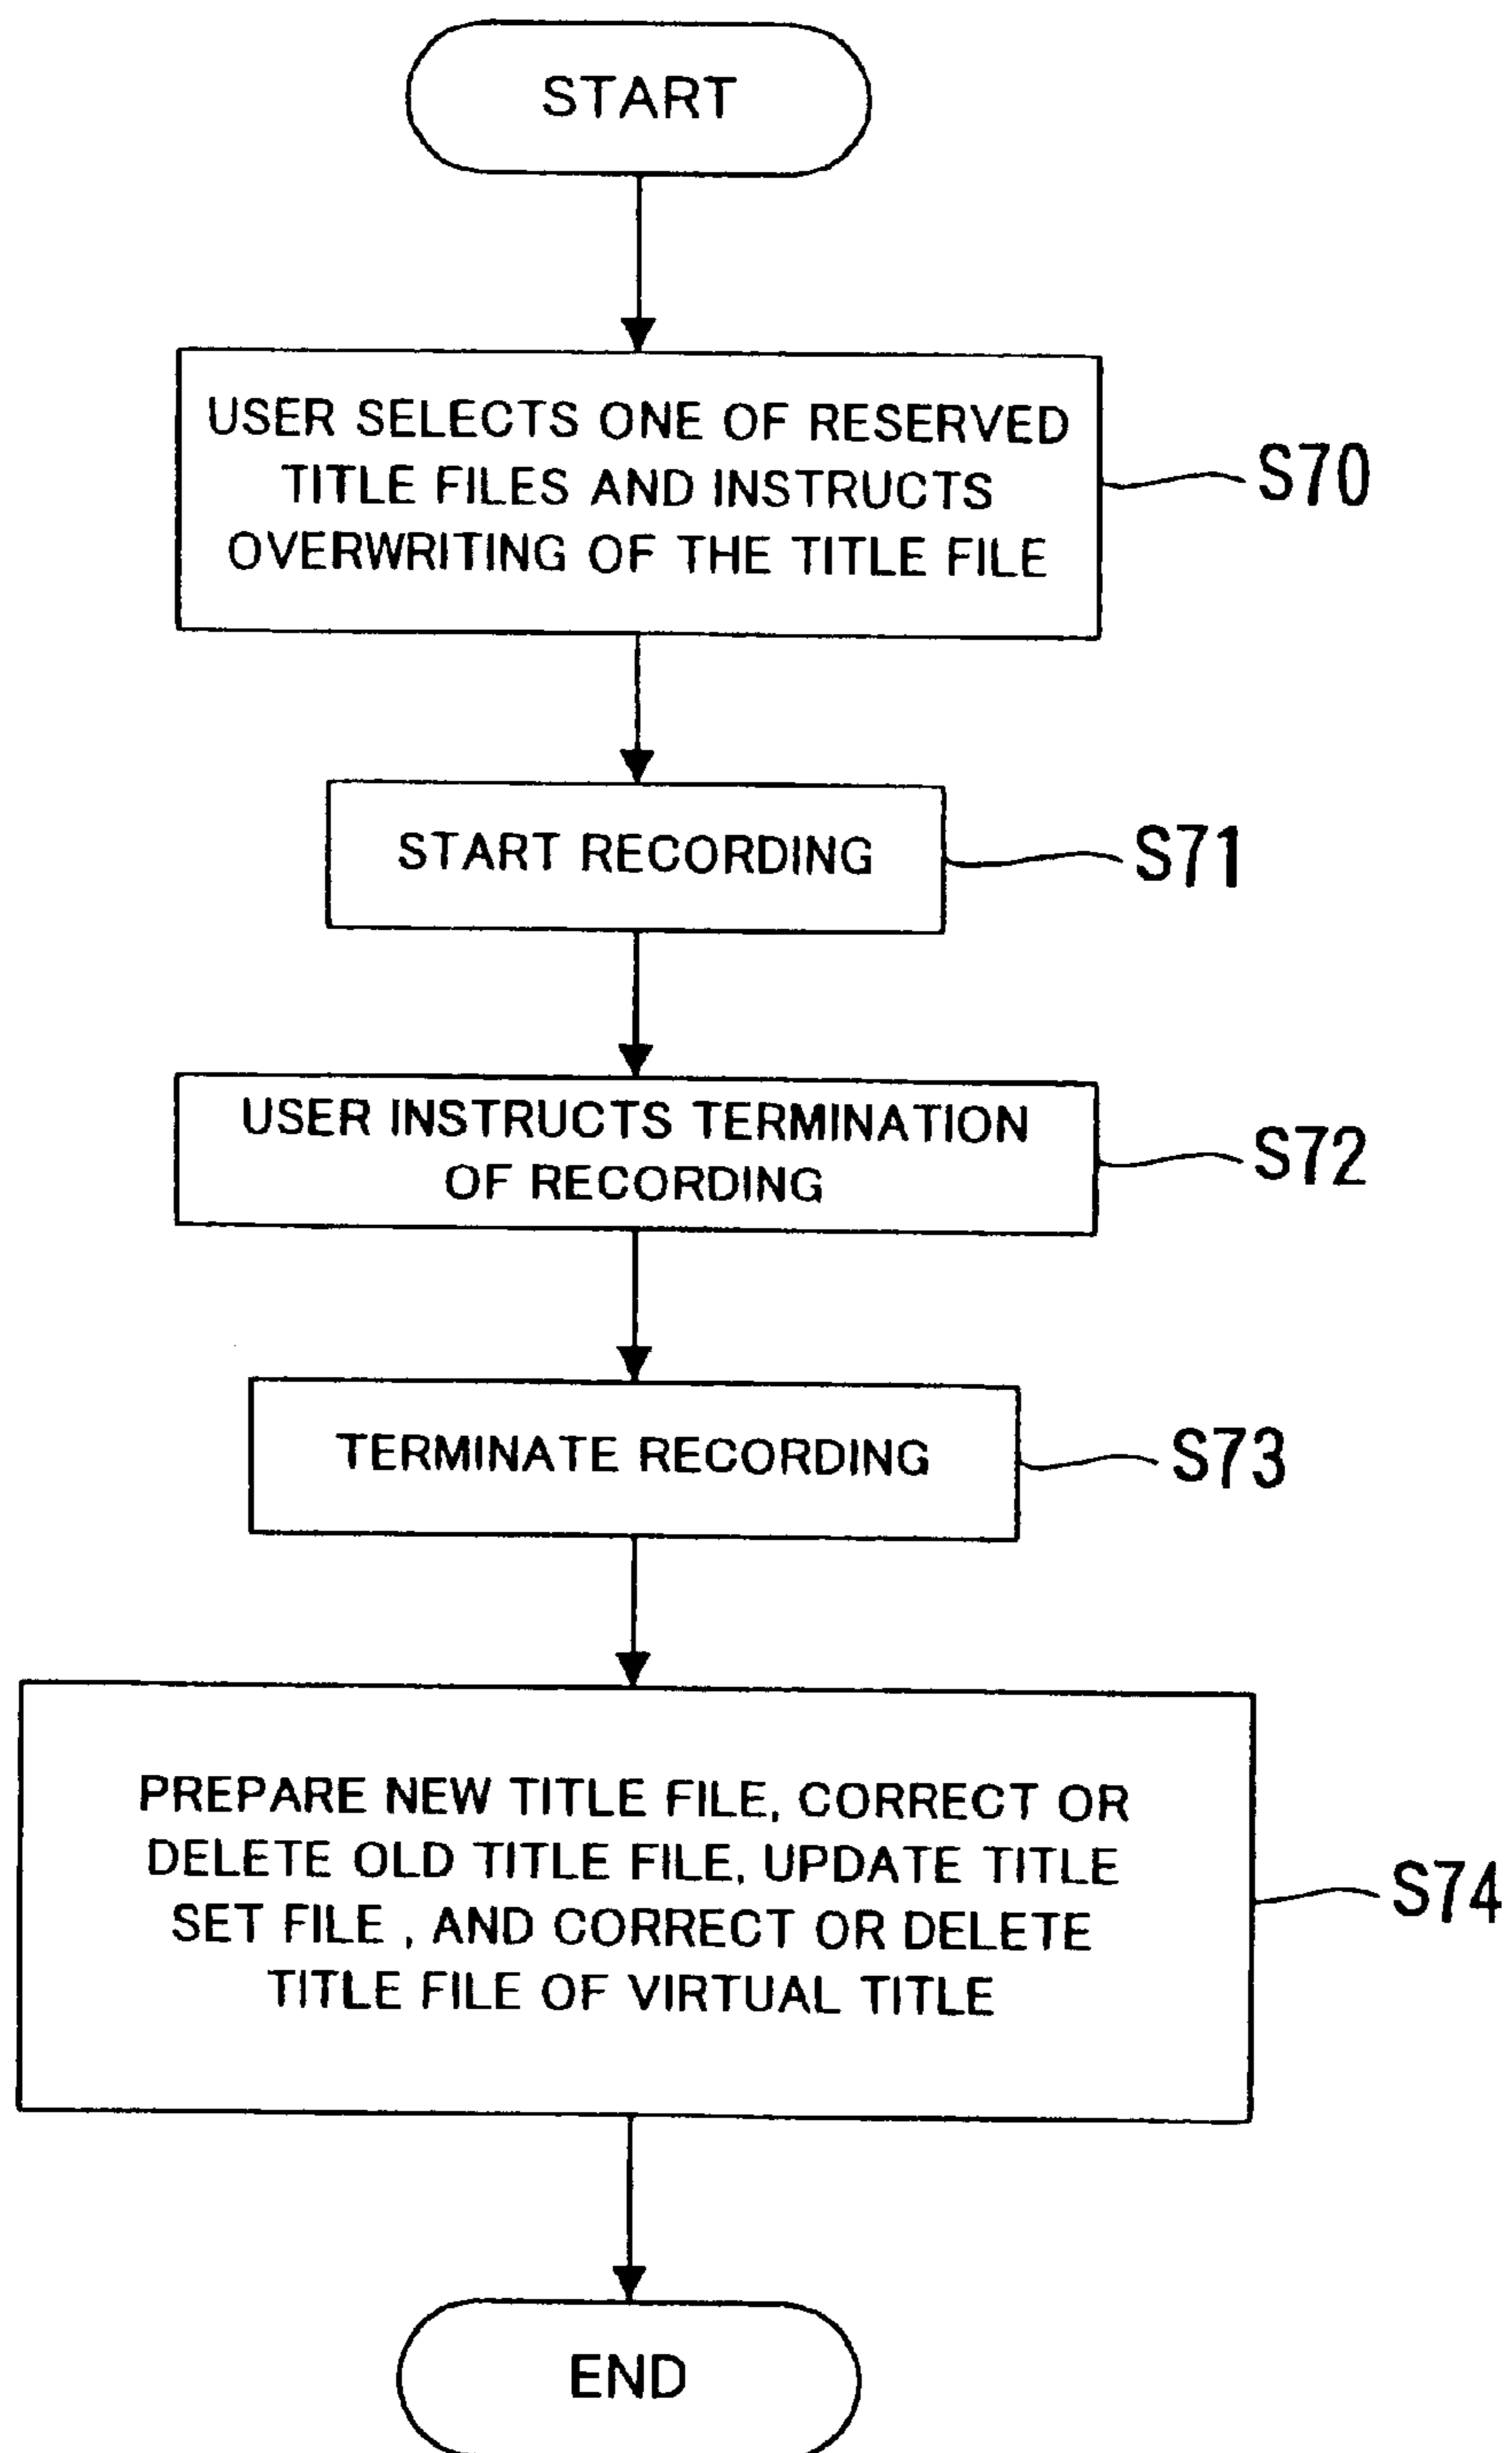 START
USER SELECTS ONE OF RESERVED
TITLE FILES AND INSTRUCTS
OVERWRITING OF THE TITLE FILE
S70
START RECORDING
S71
USER INSTRUCTS TERMINATION
OF RECORDING
S72
TERMINATE RECORDING
S73
PREPARE NEW TITLE FILE, CORRECT OR
DELETE OLD TITLE FILE, UPDATE TITLE
SET FILE , AND CORRECT OR DELETE
TITLE FILE OF VIRTUAL TITLE
S74
END